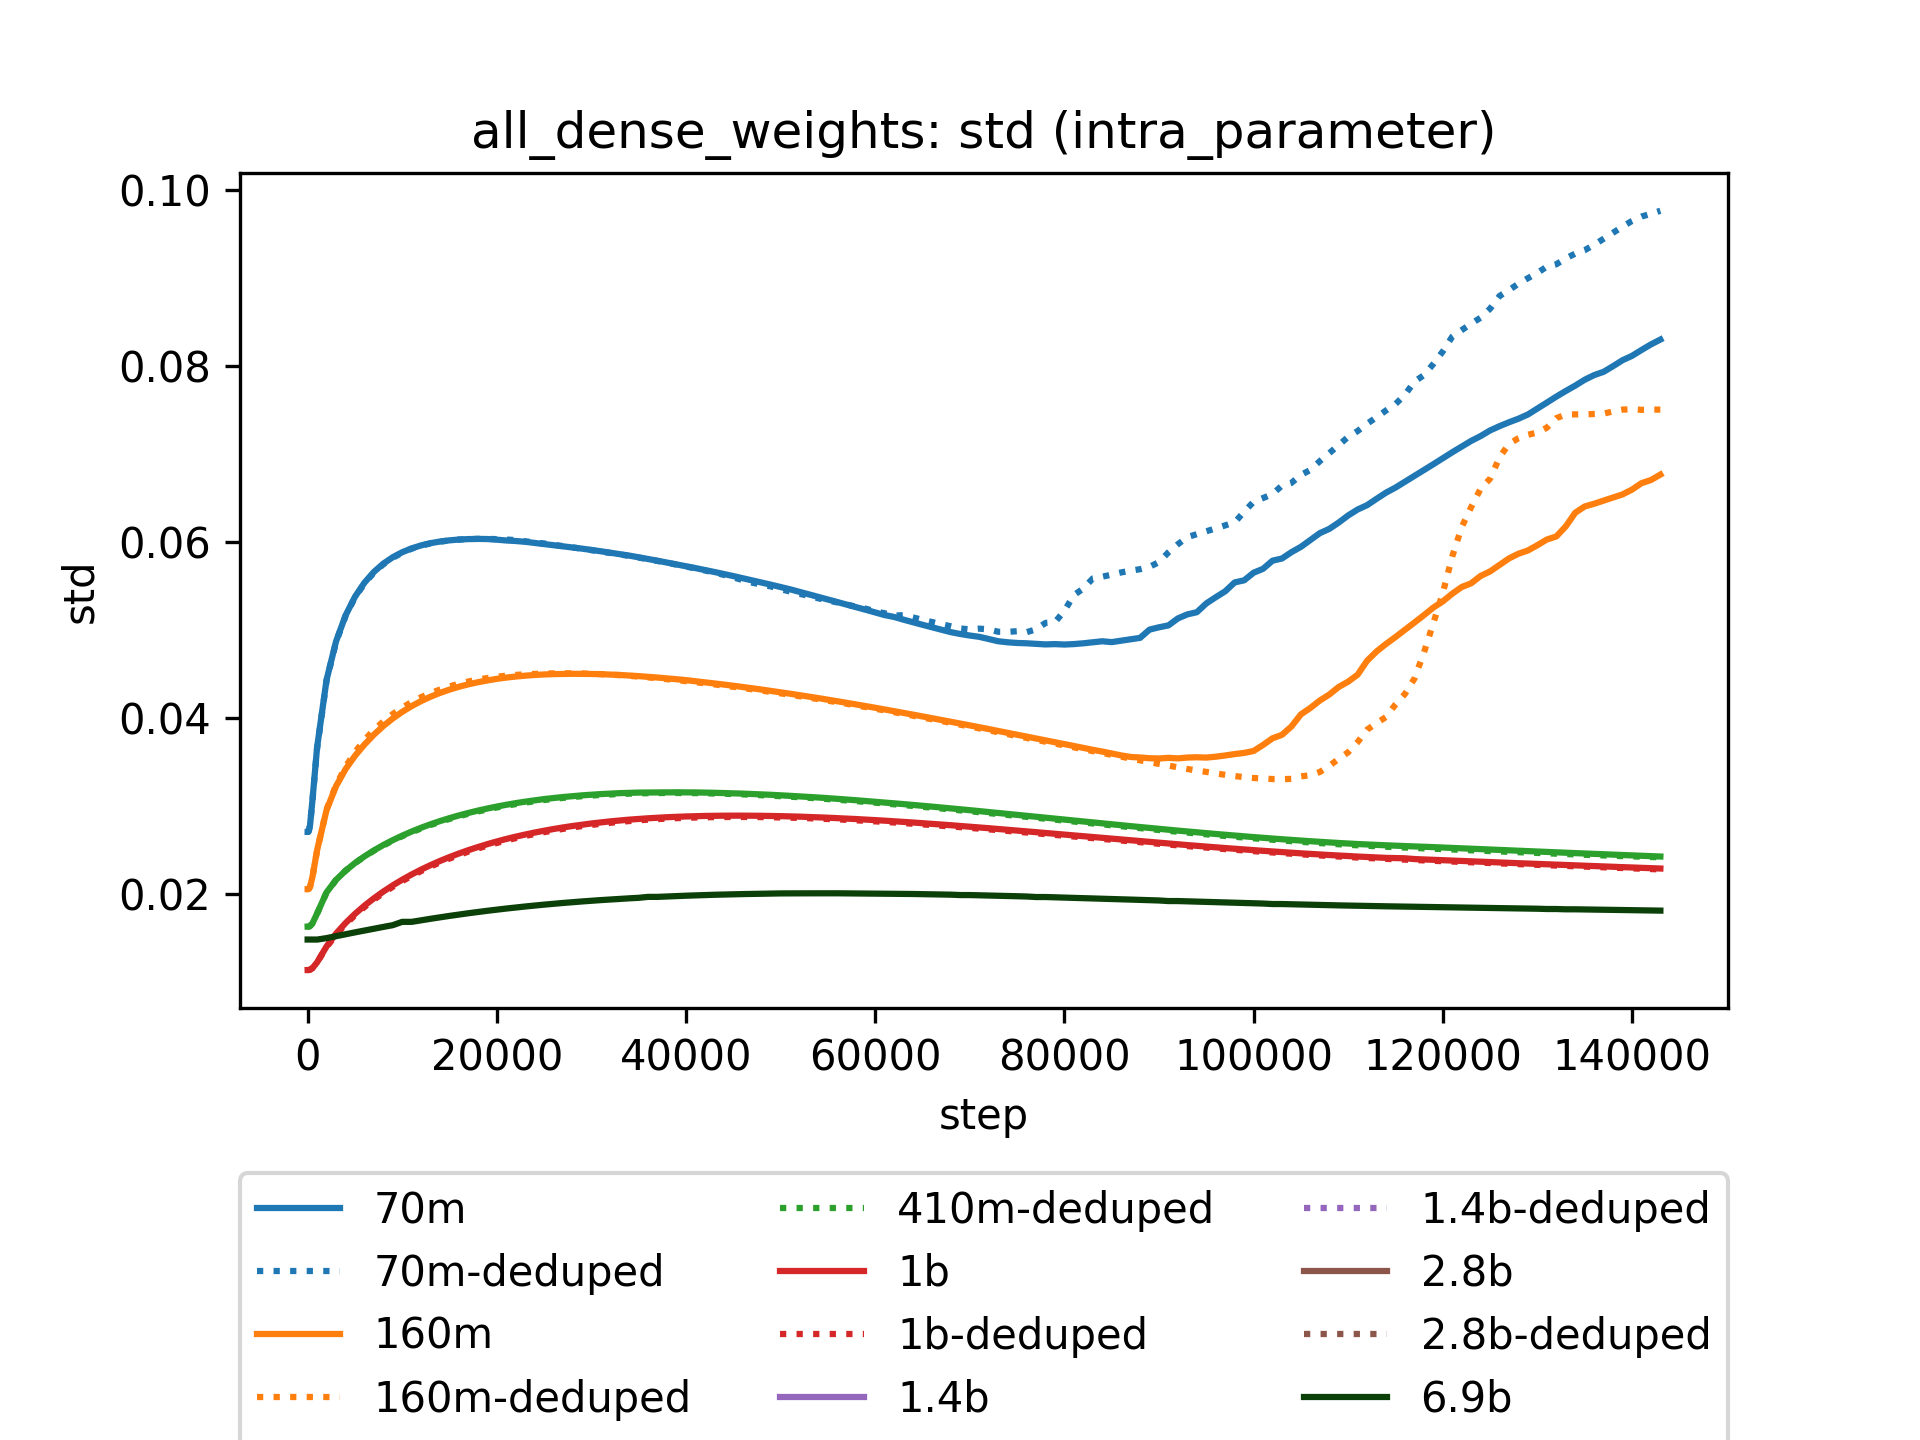 all_dense_weights: std (intra_parameter)
0.10
0.08
0.06
0.04
0.02
std
0 20000 40000 60000 80000 100000 120000 140000
step
70m
70m-deduped
160m
160m-deduped
410m-deduped
1b
1b-deduped
1.4b
1.4b-deduped
2.8b
2.8b-deduped
6.9b